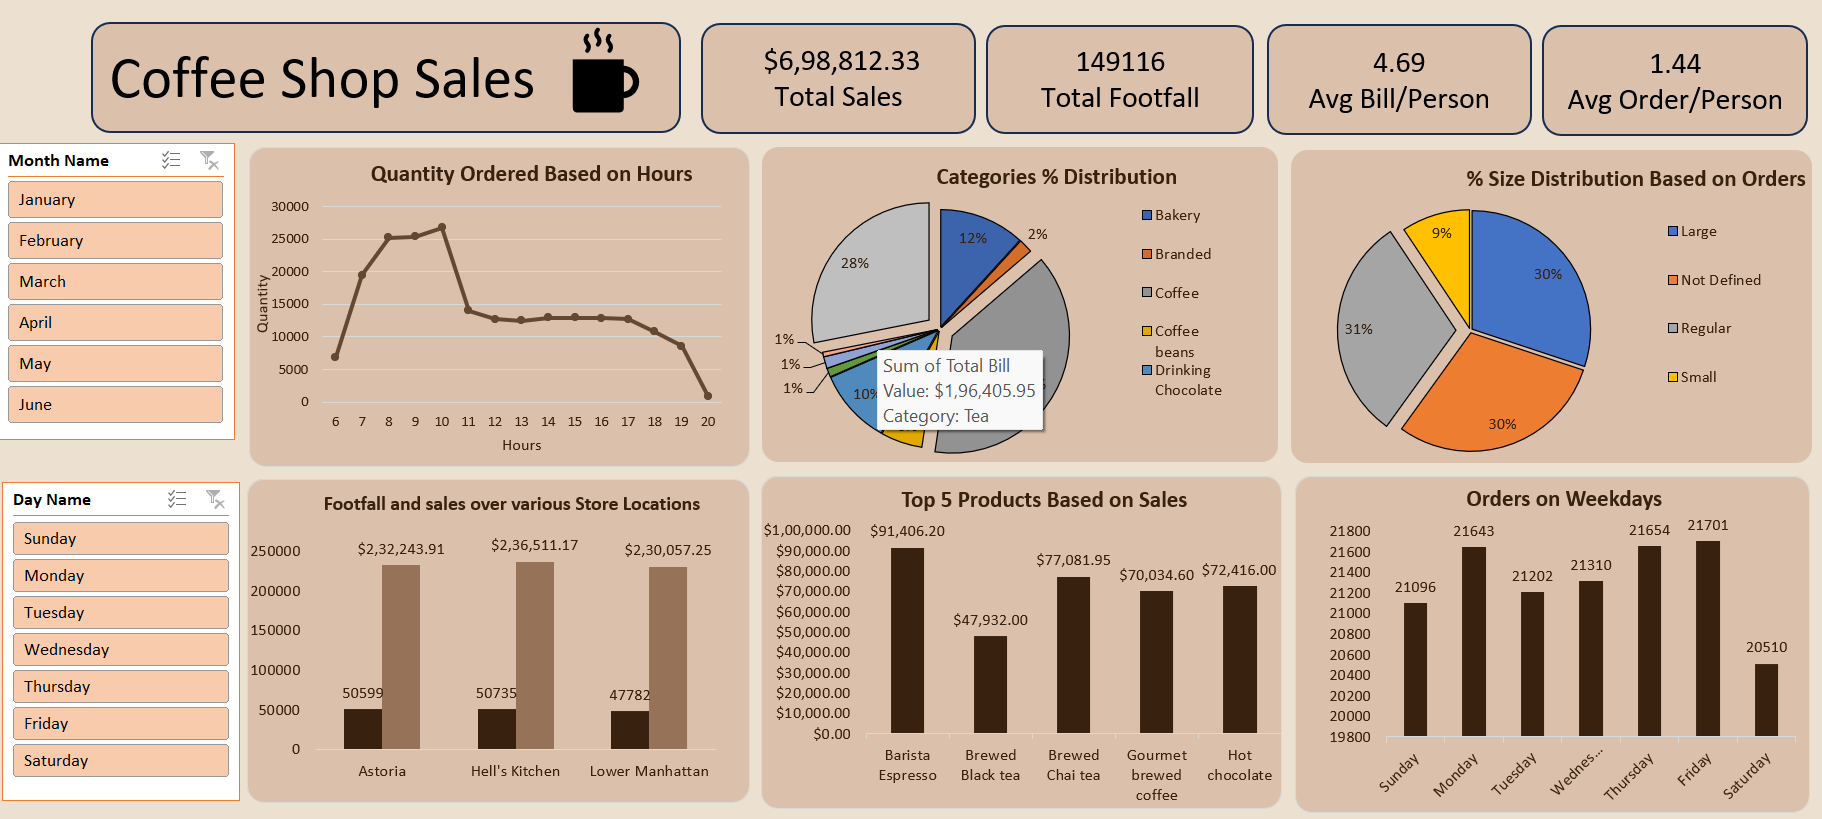 Coffee Shop Sales
$6,98,812.33
Total Sales
149116
Total Footfall
4.69
Avg Bill/Person
1.44
Avg Order/Person
Month Name
January
February
March
April
May
June
Quantity Ordered Based on Hours
30000
25000
20000
15000
10000
5000
0
Quantity
6 7 8 9 10 11 12 13 14 15 16 17 18 19 20
Hours
Categories % Distribution
12%
2%
28%
1%
1%
1%
10%
Sum of Total Bill
Value: $1,96,405.95
Category: Tea
Bakery
Branded
Coffee
Coffee
beans
Drinking
Chocolate
% Size Distribution Based on Orders
9%
30%
31%
30%
Large
Not Defined
Regular
Small
Day Name
Sunday
Monday
Tuesday
Wednesday
Thursday
Friday
Saturday
Footfall and sales over various Store Locations
250000
200000
150000
100000
50000
0
$2,32,243.91
$2,36,511.17
$2,30,057.25
50599
50735
47782
Astoria
Hell's Kitchen
Lower Manhattan
Top 5 Products Based on Sales
$1,00,000.00
$90,000.00
$80,000.00
$70,000.00
$60,000.00
$50,000.00
$40,000.00
$30,000.00
$20,000.00
$10,000.00
$0.00
$91,406.20
$47,932.00
$77,081.95
$70,034.60
$72,416.00
Barista
Espresso
Brewed
Black tea
Brewed
Chai tea
Gourmet
brewed
coffee
Hot
chocolate
Orders on Weekdays
21800
21600
21400
21200
21000
20800
20600
20400
20200
20000
19800
21096
21643
21202
21310
21654
21701
20510
Sunday
Monday
Tuesday
Wednes...
Thursday
Friday
Saturday